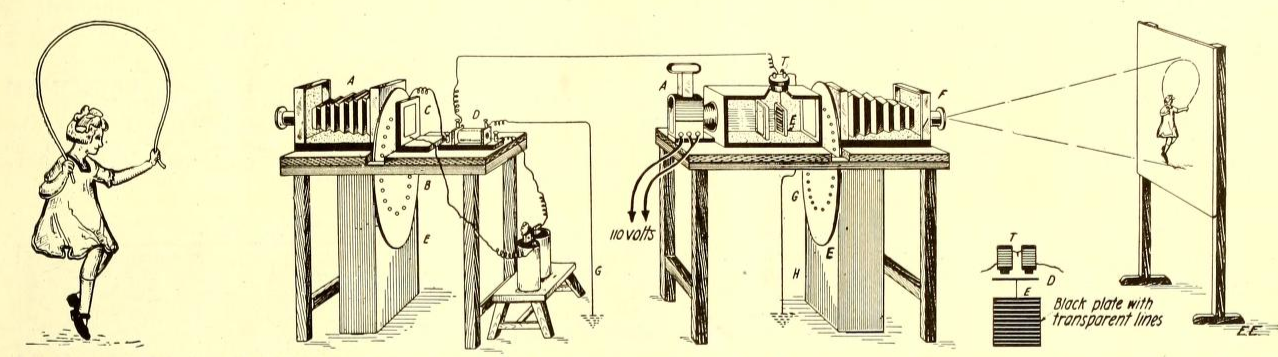 A
C
D
B
E
G
A
T
E
F
110 volts
G
E
H
T
D
E
Black plate with
transparent lines
E.E.